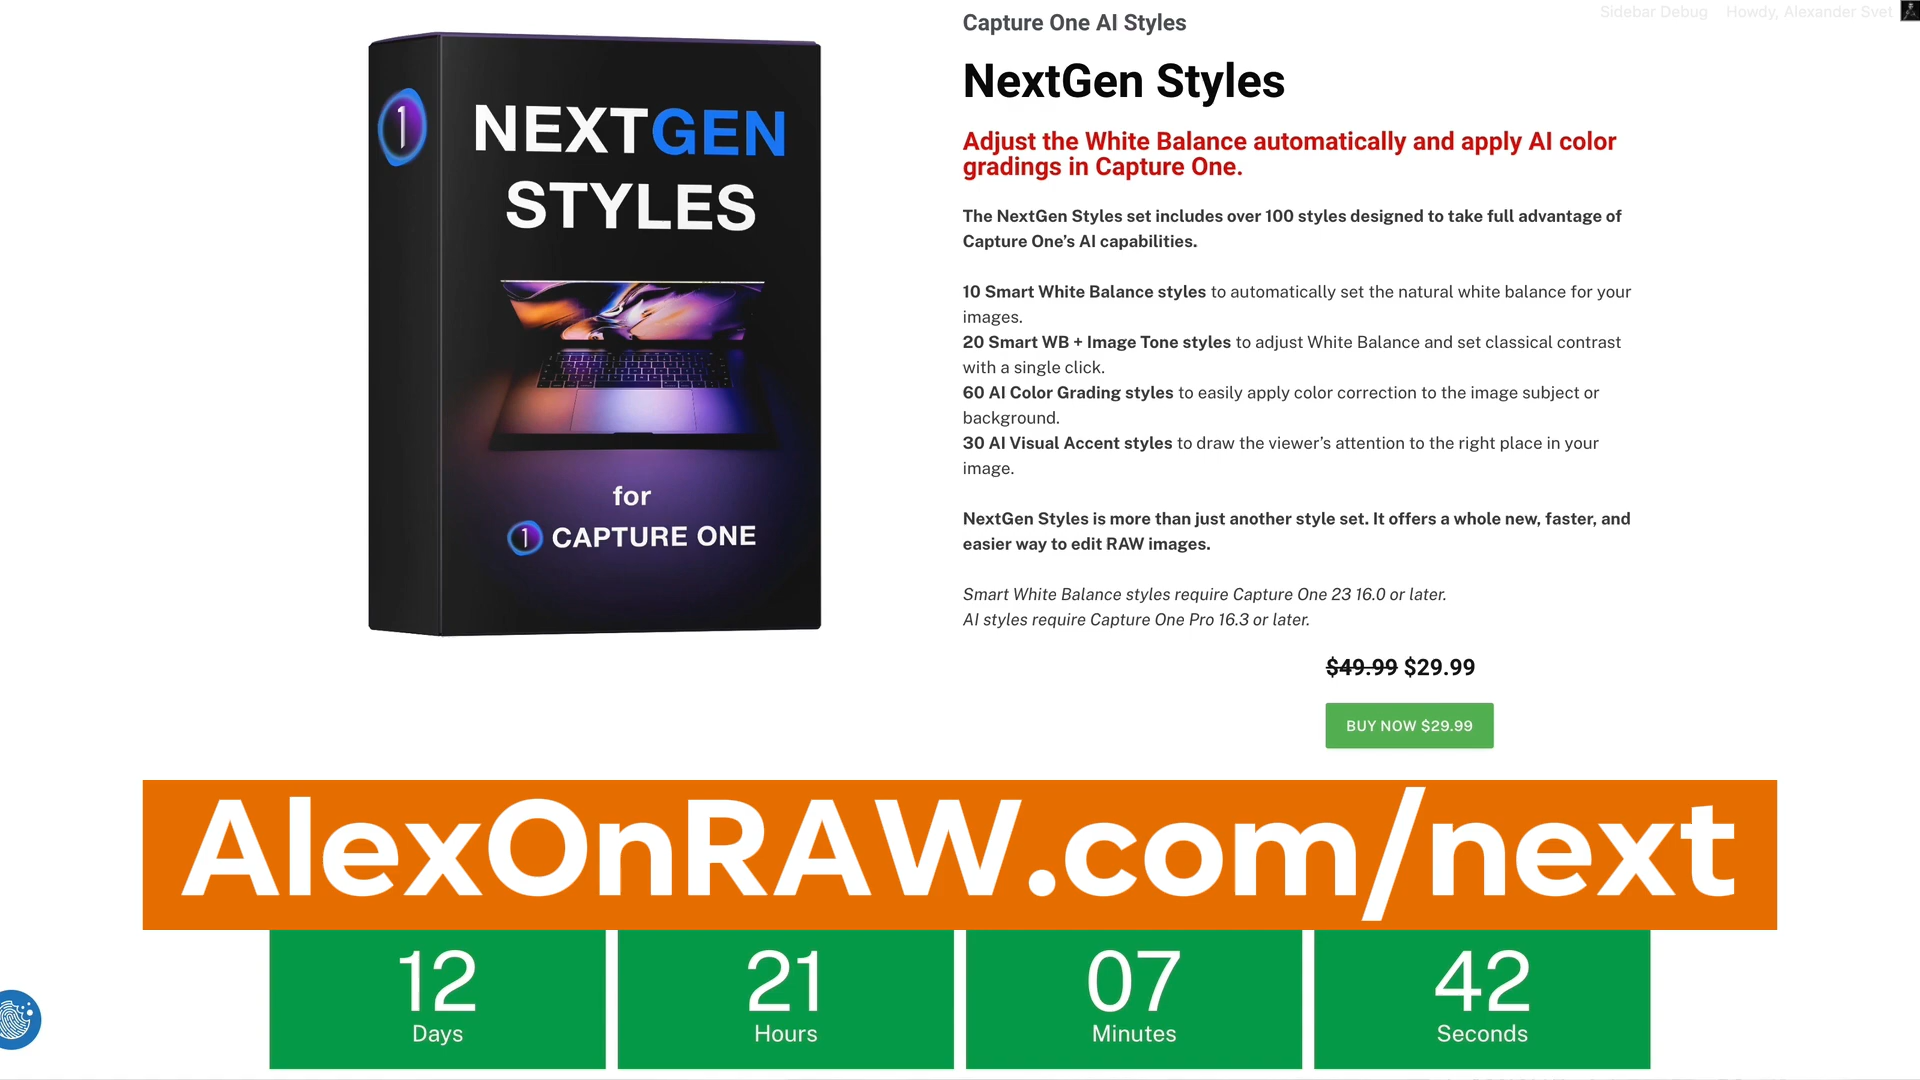 Sidebar Debug Howdy, Alexander Svet
Capture One AI Styles
NextGen Styles
Adjust the White Balance automatically and apply AI color
gradings in Capture One.
The NextGen Styles set includes over 100 styles designed to take full advantage of
Capture One’s AI capabilities.
10 Smart White Balance styles to automatically set the natural white balance for your
images.
20 Smart WB + Image Tone styles to adjust White Balance and set classical contrast
with a single click.
60 AI Color Grading styles to easily apply color correction to the image subject or
background.
30 AI Visual Accent styles to draw the viewer’s attention to the right place in your
image.
NextGen Styles is more than just another style set. It offers a whole new, faster, and
easier way to edit RAW images.
Smart White Balance styles require Capture One 23 16.0 or later.
AI styles require Capture One Pro 16.3 or later.
$49.99 $29.99
BUY NOW $29.99
1
NEXTGEN
STYLES
for
1 CAPTURE ONE
AlexOnRAW.com/next
12 21 07 42
Days Hours Minutes Seconds